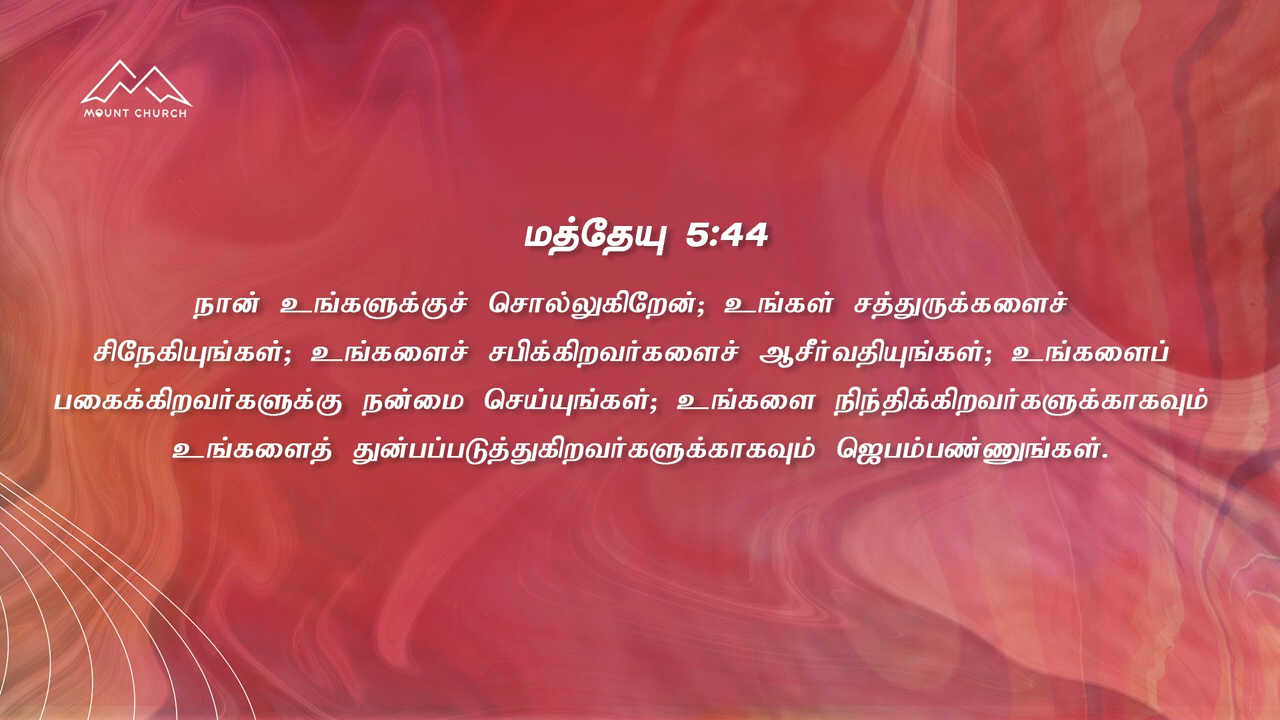 MOUNT CHURCH
மத்தேயு 5:44
நான் உங்களுக்குச் சொல்லுகிறேன்; உங்கள் சத்துருக்களைச்
சிநேகியுங்கள்; உங்களைச் சபிக்கிறவர்களைச் ஆசீர்வதியுங்கள்; உங்களைப்
பகைக்கிறவர்களுக்கு நன்மை செய்யுங்கள்; உங்களை நிந்திக்கிறவர்களுக்காகவும்
உங்களைத் துன்பப்படுத்துகிறவர்களுக்காகவும் ஜெபம்பண்ணுங்கள்.